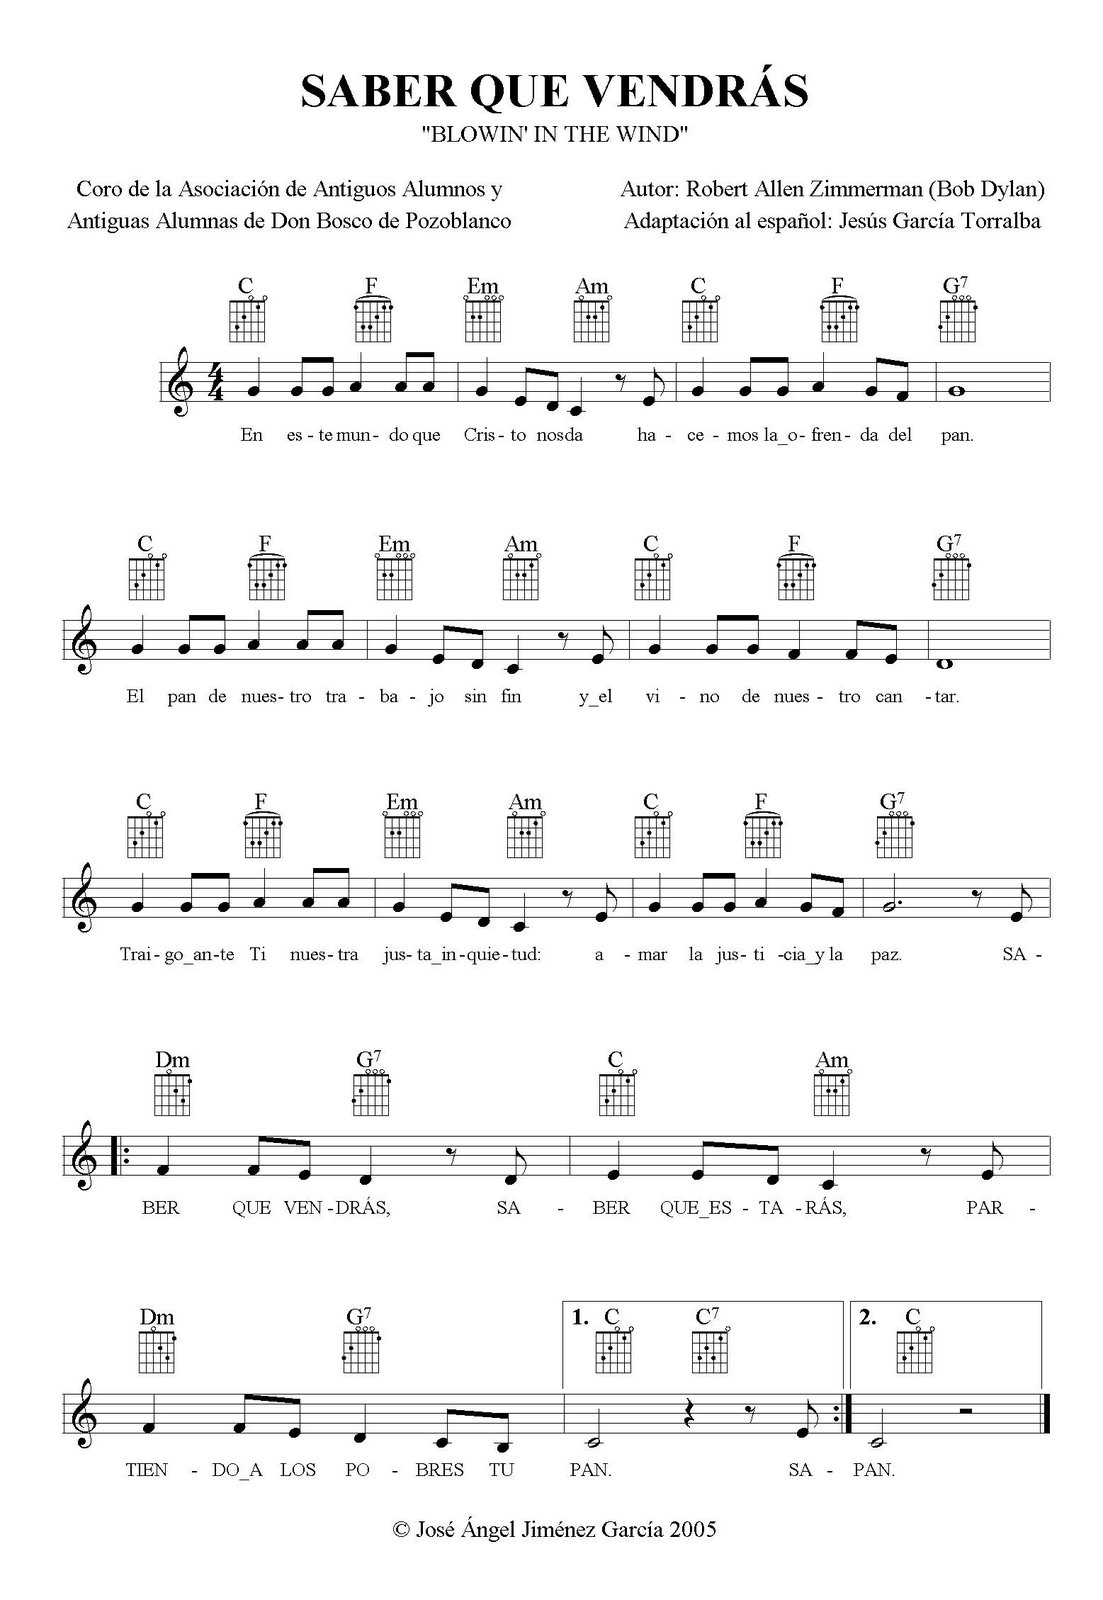 SABER QUE VENDRÁS
"BLOWIN' IN THE WIND"
Coro de la Asociación de Antiguos Alumnos y
Antiguas Alumnas de Don Bosco de Pozoblanco
Autor: Robert Allen Zimmerman (Bob Dylan)
Adaptación al español: Jesús García Torralba
C F Em Am C F G7
4
4
En es - te mun - do que Cris - to nos da ha - ce - mos la_o - fren - da del pan.
C F Em Am C F G7
El pan de nues - tro tra - ba - jo sin fin y_el vi - no de nues - tro can - tar.
C F Em Am C F G7
Trai - go_an - te Ti nues - tra jus - ta_in - quie - tud: a - mar la jus - ti - cia_y la paz. SA -
Dm G7 C Am
BER QUE VEN - DRÁS, SA - BER QUE_ES - TA - RÁS, PAR -
Dm G7 1. C C7 2. C
TIEN - DO_A LOS PO - BRES TU PAN. SA - PAN.
© José Ángel Jiménez García 2005